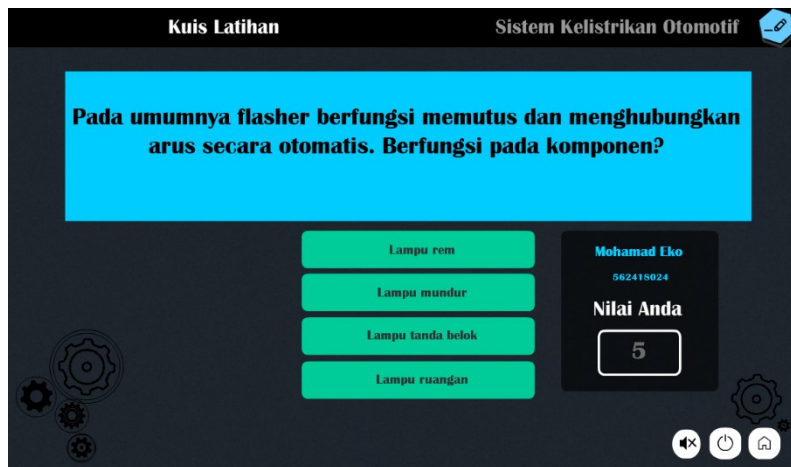 Kuis Latihan
Sistem Kelistrikan Otomotif
Pada umumnya flasher berfungsi memutus dan menghubungkan
arus secara otomatis. Berfungsi pada komponen?
Lampu rem
Lampu mundur
Lampu tanda belok
Lampu ruangan
Mohamad Eko
562418024
Nilai Anda
5